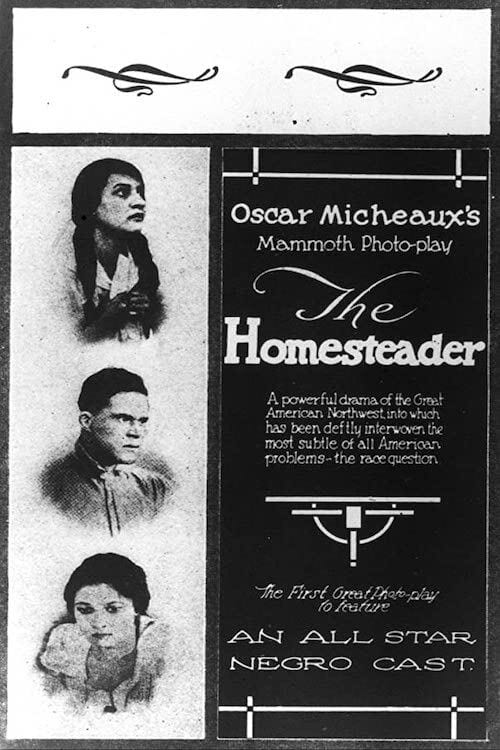 Oscar Micheaux's
Mammoth Photo-play
The
Homesteader
A powerful drama of the Great
American Northwest, into which
has been deftly interwoven the
most subtle of all American
problems-the race question
The First Great Photo-play
to feature
AN ALL STAR
NEGRO CAST.